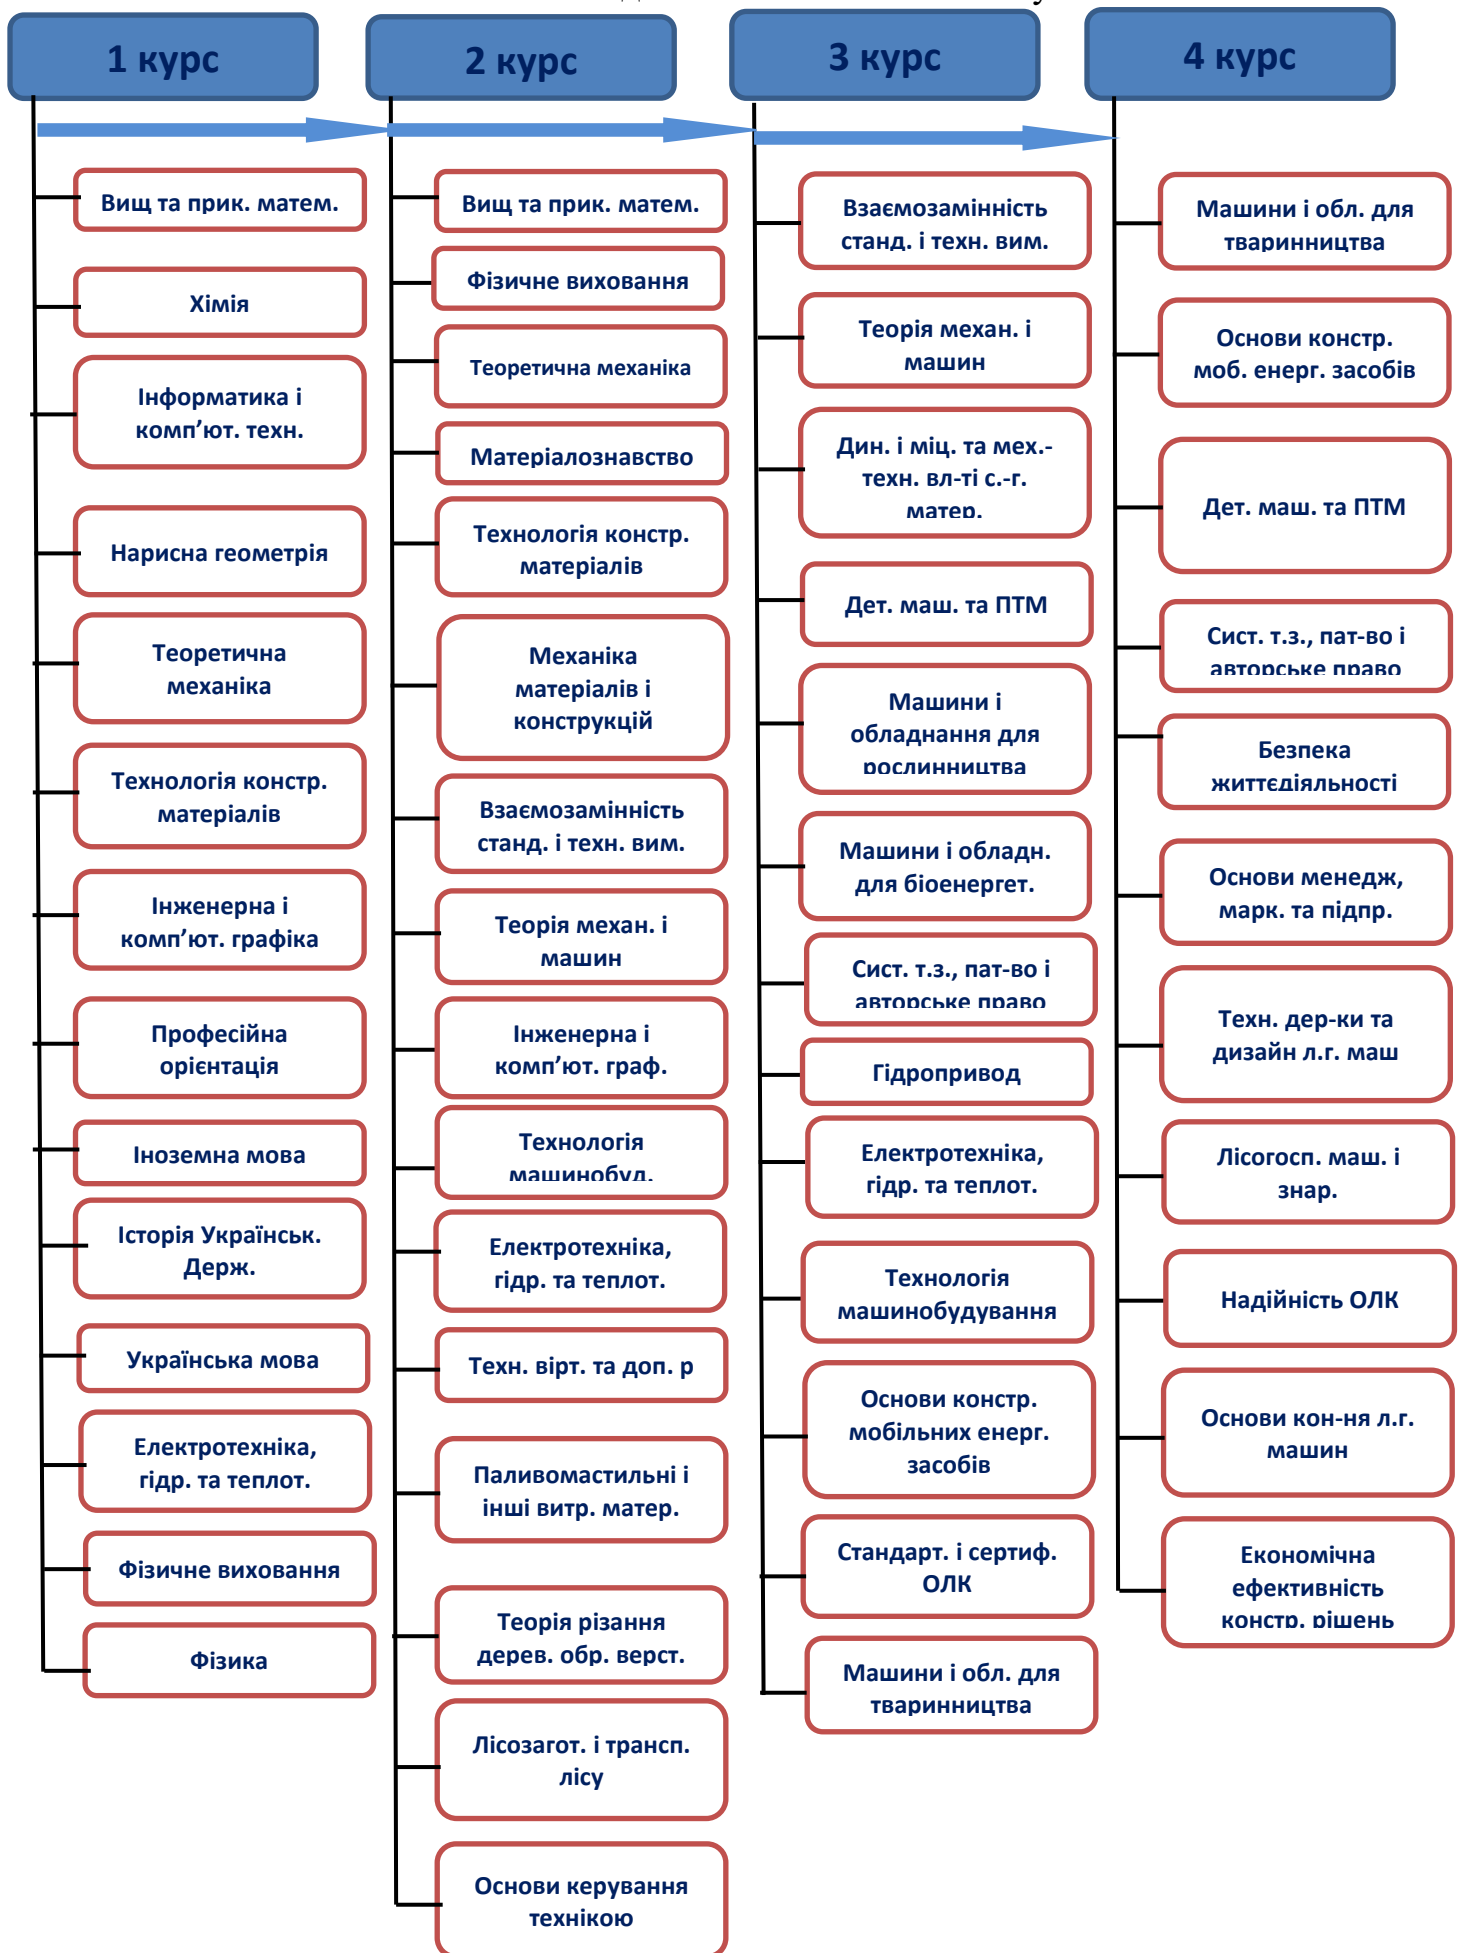 1 курс
Вищ та прик. матем.
Хімія
Інформатика і
комп’ют. техн.
Нарисна геометрія
Теоретична
механіка
Технологія констр.
матеріалів
Інженерна і
комп’ют. графіка
Професійна
орієнтація
Іноземна мова
Історія Українськ.
Держ.
Українська мова
Електротехніка,
гідр. та теплот.
Фізичне виховання
Фізика
2 курс
Вищ та прик. матем.
Фізичне виховання
Теоретична механіка
Матеріалознавство
Технологія констр.
матеріалів
Механіка
матеріалів і
конструкцій
Взаємозамінність
станд. і техн. вим.
Теорія механ. і
машин
Інженерна і
комп’ют. граф.
Технологія
машинобуд.
Електротехніка,
гідр. та теплот.
Техн. вірт. та доп. р
Паливомастильні і
інші витр. матер.
Теорія різання
дерев. обр. верст.
Лісозагот. і трансп.
лісу
Основи керування
технікою
3 курс
Взаємозамінність
станд. і техн. вим.
Теорія механ. і
машин
Дин. і міц. та мех.-
техн. вл-ті с.-г.
матер.
Дет. маш. та ПТМ
Машини і
обладнання для
рослинництва
Машини і обладн.
для біоенергет.
Сист. т.з., пат-во і
авторське право
Гідропривод
Електротехніка,
гідр. та теплот.
Технологія
машинобудування
Основи констр.
мобільних енерг.
засобів
Стандарт. і сертиф.
ОЛК
Машини і обл. для
тваринництва
4 курс
Машини і обл. для
тваринництва
Основи констр.
моб. енерг. засобів
Дет. маш. та ПТМ
Сист. т.з., пат-во і
авторське право
Безпека
життєдіяльності
Основи менедж,
марк. та підпр.
Техн. дер-ки та
дизайн л.г. маш
Лісогосп. маш. і
знар.
Надійність ОЛК
Основи кон-ня л.г.
машин
Економічна
ефективність
констр. рішень